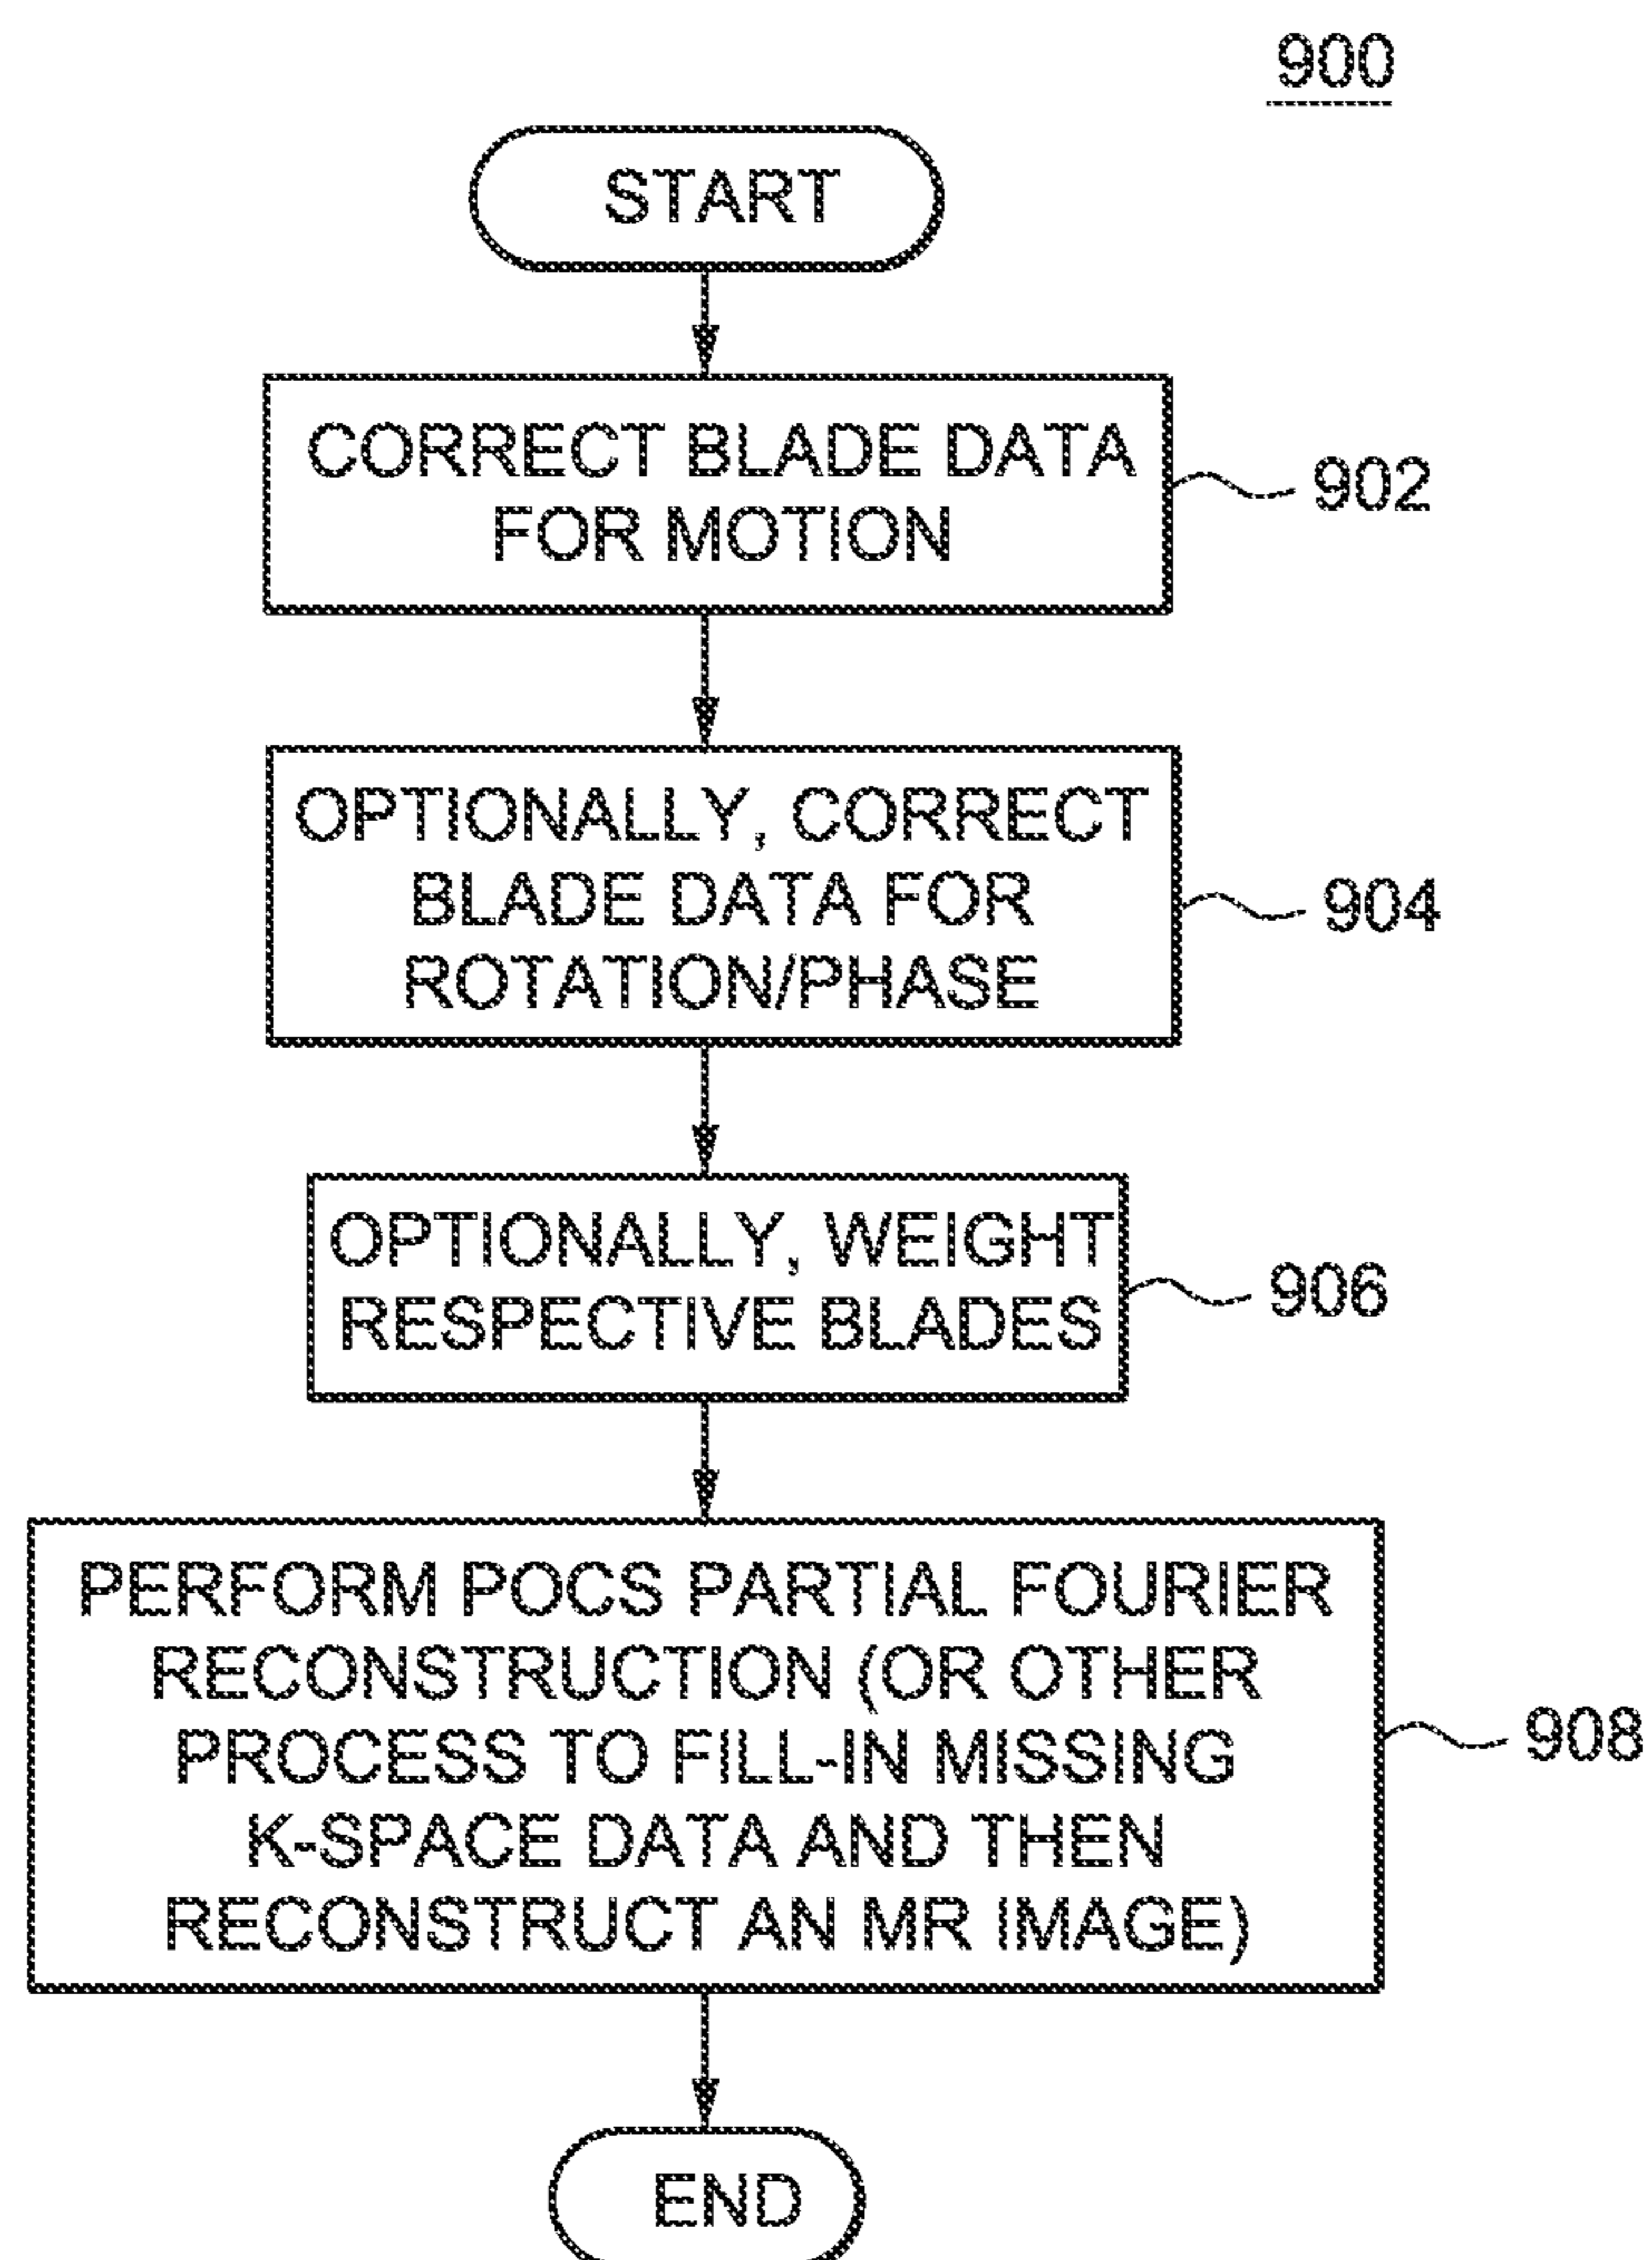 900
START
CORRECT BLADE DATA
FOR MOTION
902
OPTIONALLY, CORRECT
BLADE DATA FOR
ROTATION/PHASE
904
OPTIONALLY, WEIGHT
RESPECTIVE BLADES
906
PERFORM POCS PARTIAL FOURIER
RECONSTRUCTION (OR OTHER
PROCESS TO FILL-IN MISSING
K-SPACE DATA AND THEN
RECONSTRUCT AN MR IMAGE)
908
END